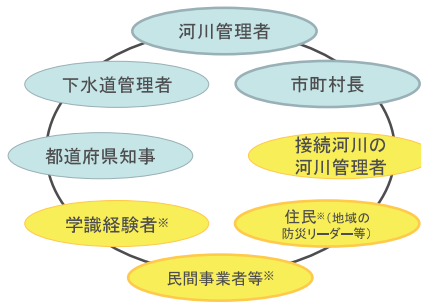 河川管理者
下水道管理者
市町村長
都道府県知事
接続河川の
河川管理者
学識経験者※
住民※(地域の
防災リーダー等)
民間事業者等※